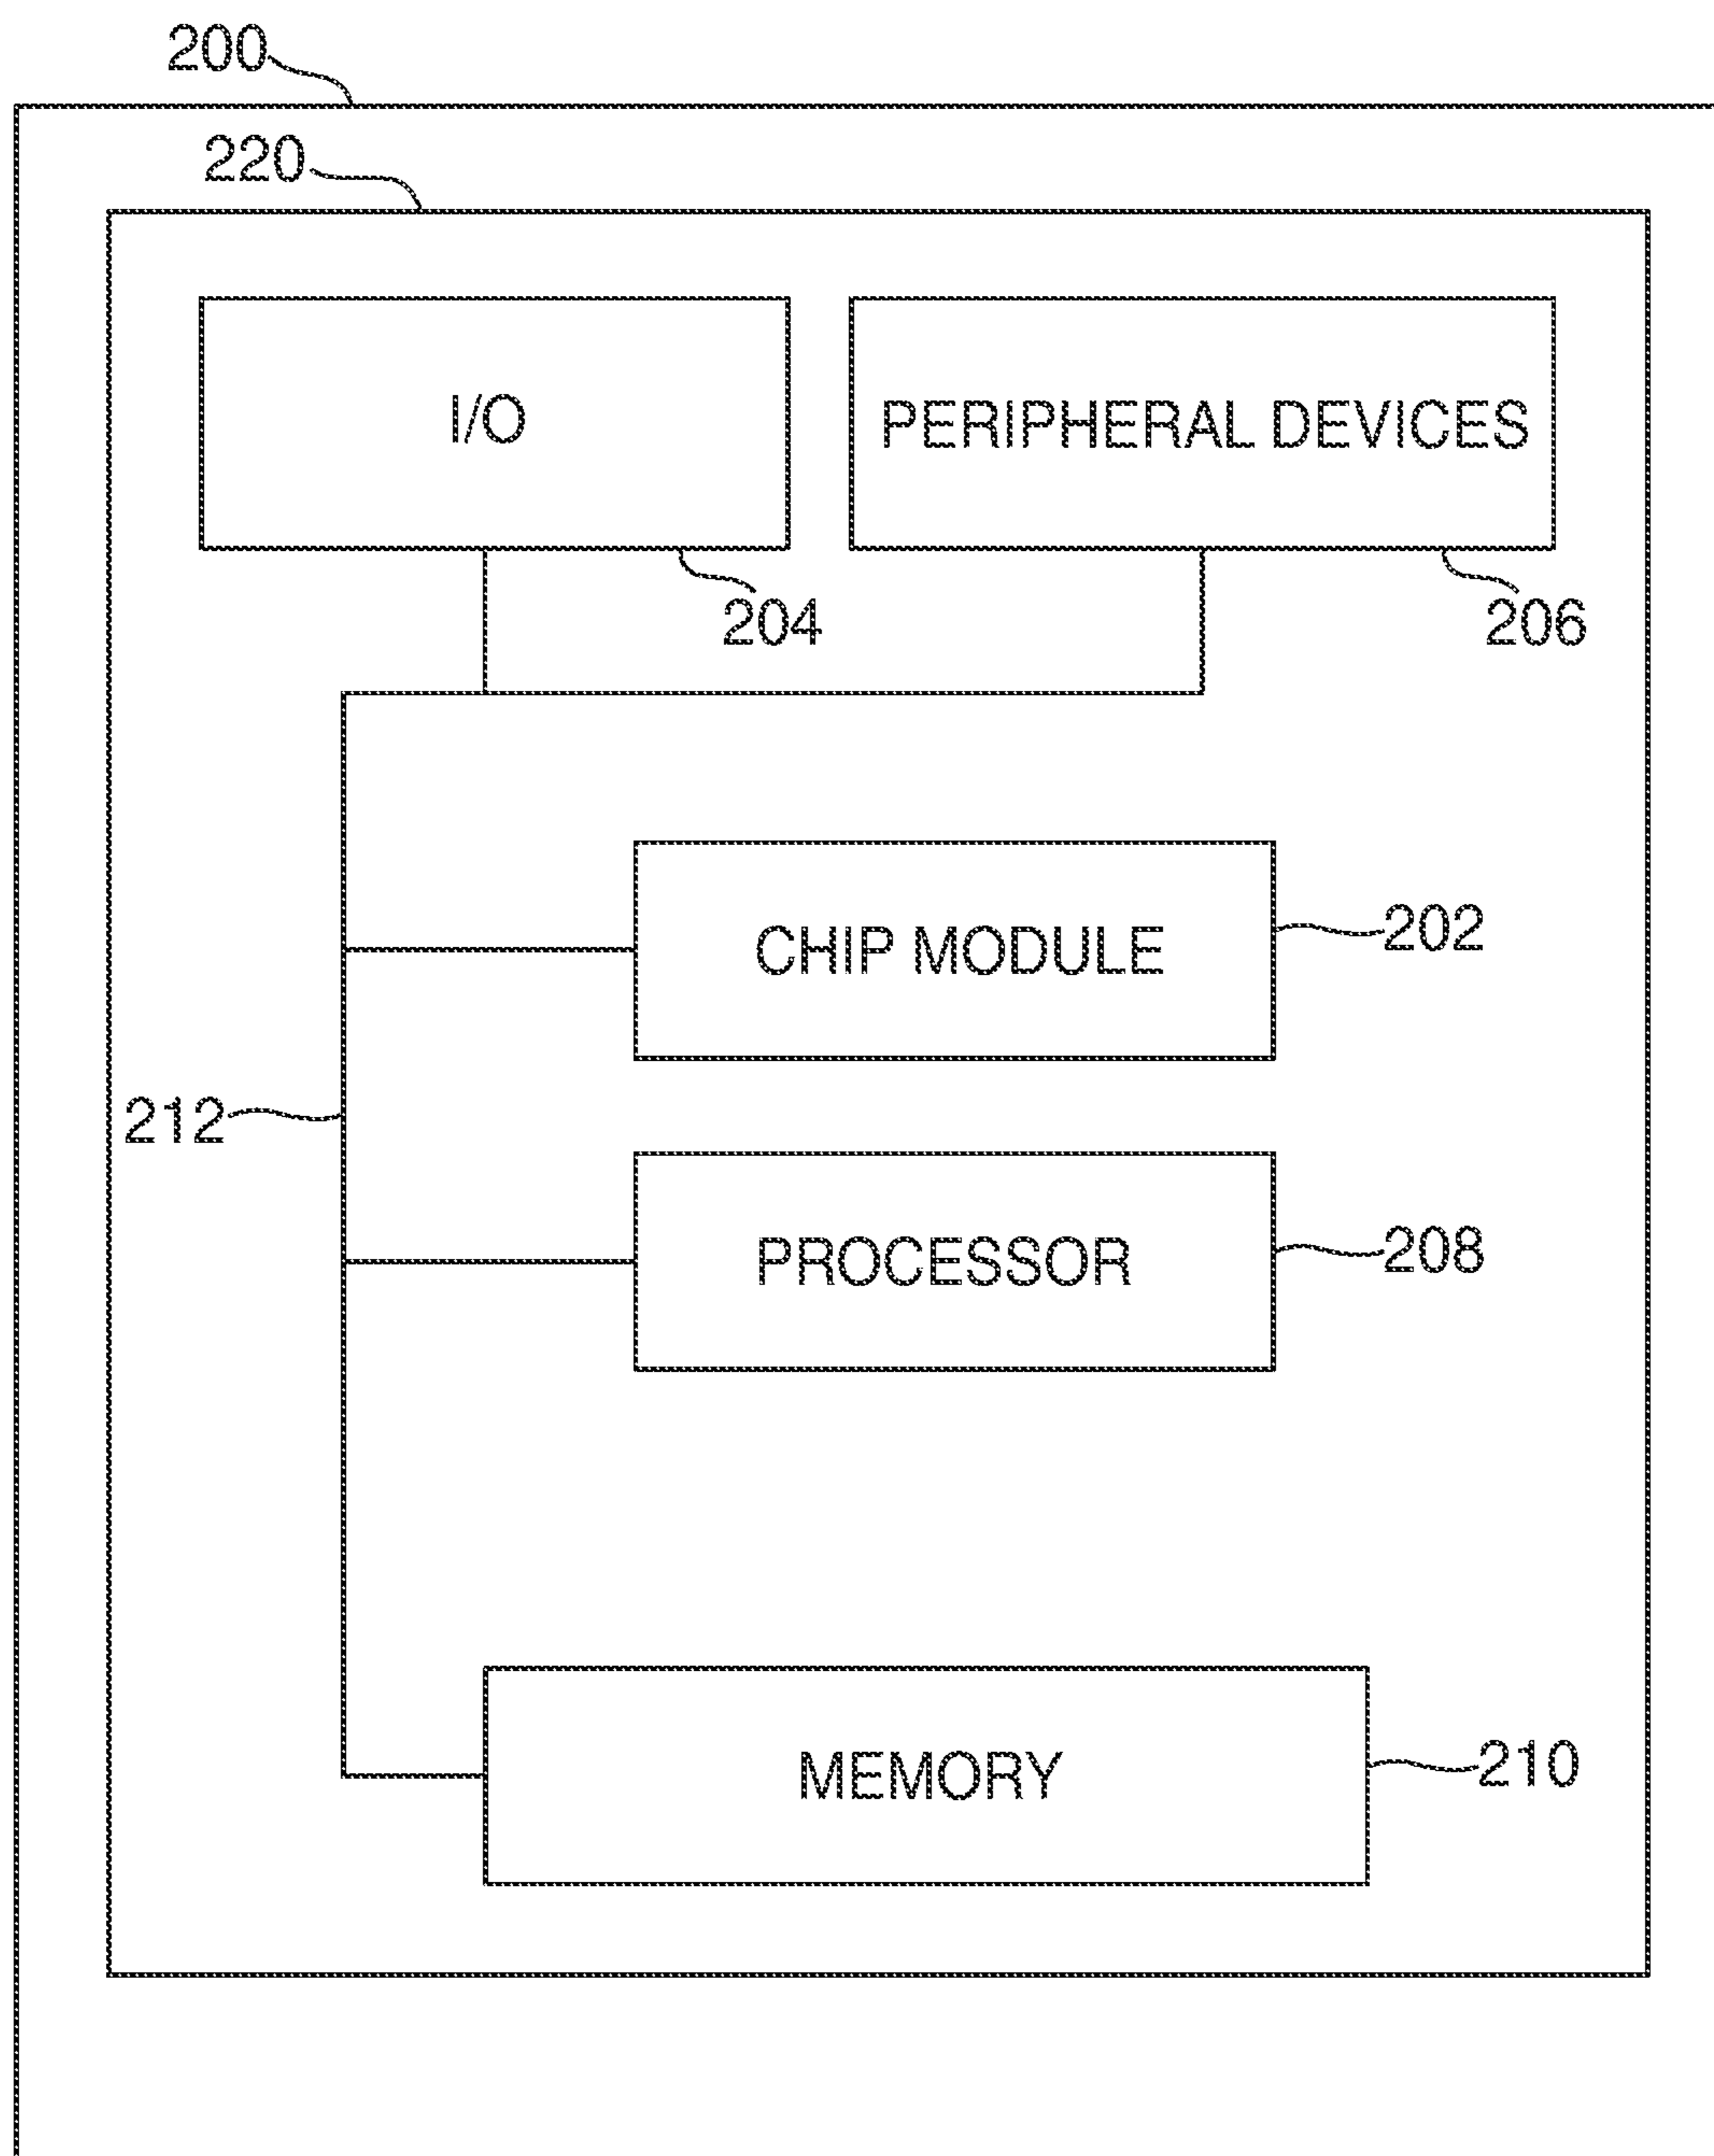 200
220
I/O
PERIPHERAL DEVICES
204
206
CHIP MODULE
202
212
PROCESSOR
208
MEMORY
210